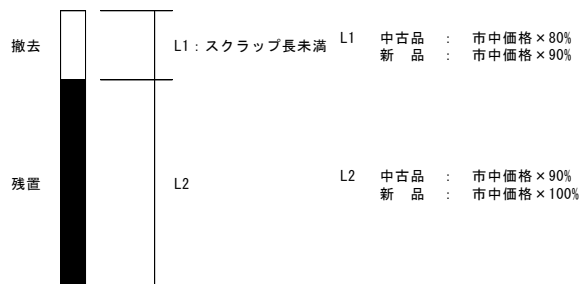 撤去 L1：スクラップ長未満 L1 中古品 ： 市中価格×80%
新 品 ： 市中価格×90%
残置 L2 L2 中古品 ： 市中価格×90%
新 品 ： 市中価格×100%